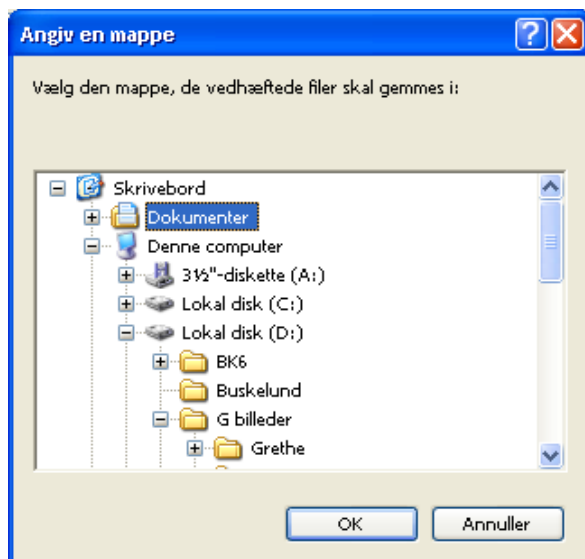 Angiv en mappe
Vælg den mappe, de vedhæftede filer skal gemmes i:
Skrivebord
Dokumenter
Denne computer
3½"-diskette (A:)
Lokal disk (C:)
Lokal disk (D:)
BK6
Buskelund
G billeder
Grethe
OK Annuller